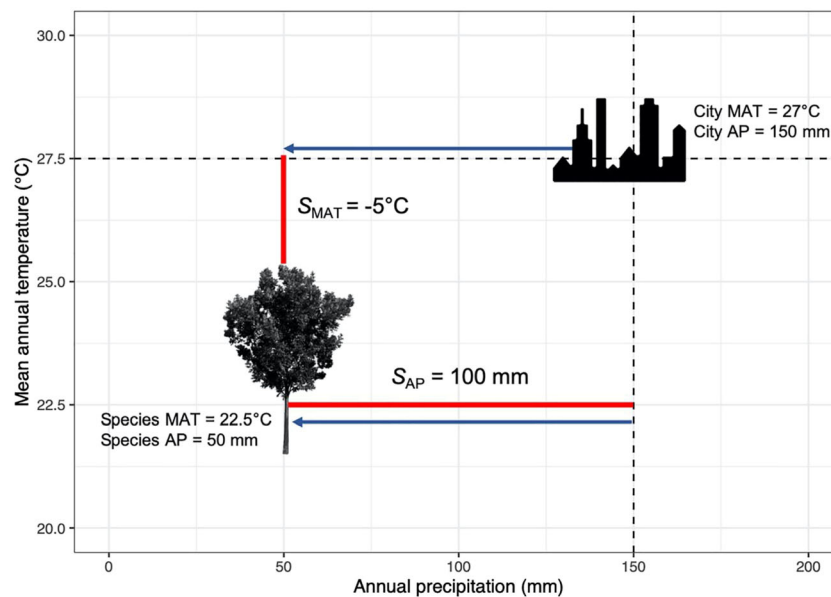 30.0
27.5
25.0
22.5
20.0
Mean annual temperature (°C)
City MAT = 27°C
City AP = 150 mm
SMAT = -5°C
SAP = 100 mm
Species MAT = 22.5°C
Species AP = 50 mm
0
50
100
150
200
Annual precipitation (mm)